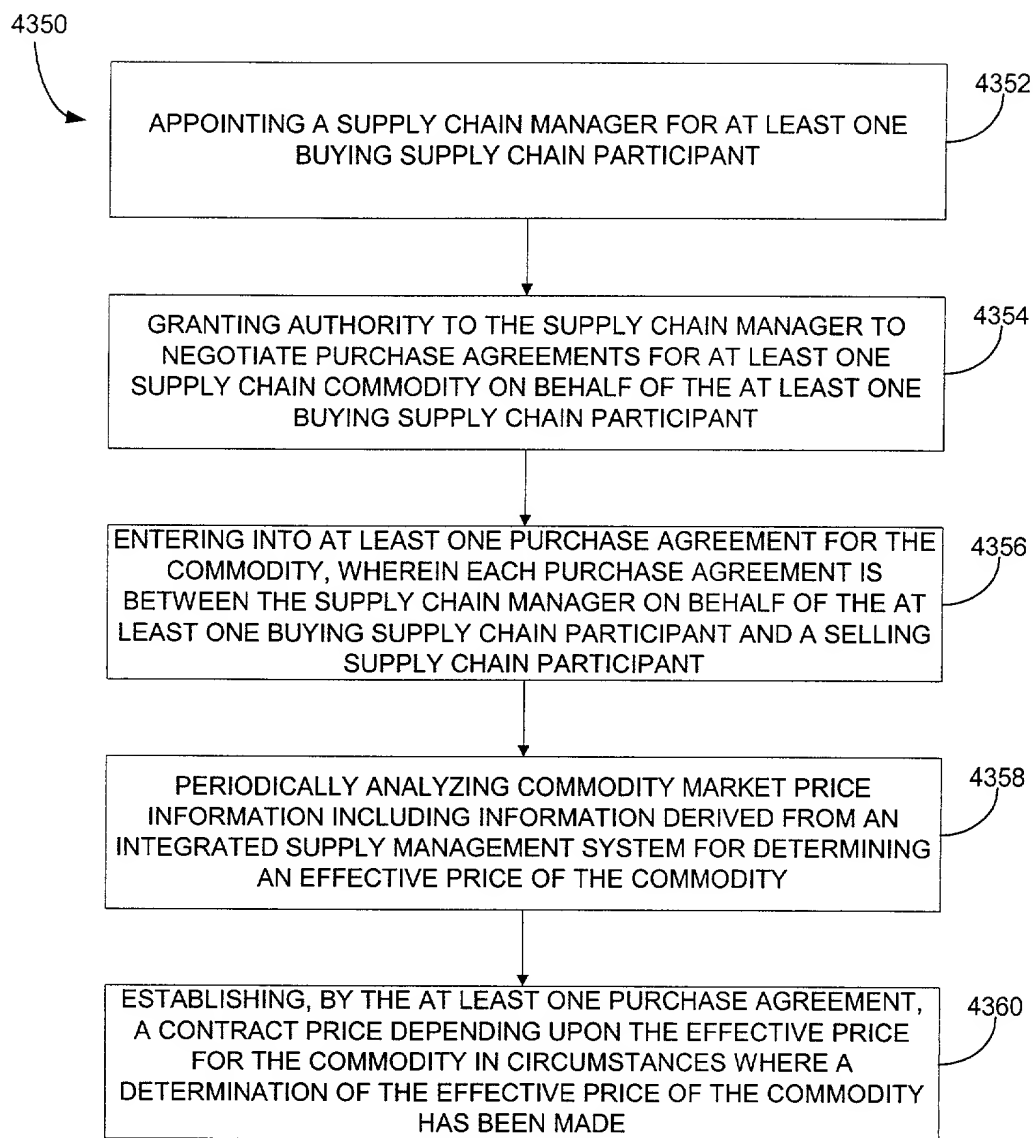 4350
APPOINTING A SUPPLY CHAIN MANAGER FOR AT LEAST ONE
BUYING SUPPLY CHAIN PARTICIPANT
4352
GRANTING AUTHORITY TO THE SUPPLY CHAIN MANAGER TO
NEGOTIATE PURCHASE AGREEMENTS FOR AT LEAST ONE
SUPPLY CHAIN COMMODITY ON BEHALF OF THE AT LEAST ONE
BUYING SUPPLY CHAIN PARTICIPANT
4354
ENTERING INTO AT LEAST ONE PURCHASE AGREEMENT FOR THE
COMMODITY, WHEREIN EACH PURCHASE AGREEMENT IS
BETWEEN THE SUPPLY CHAIN MANAGER ON BEHALF OF THE AT
LEAST ONE BUYING SUPPLY CHAIN PARTICIPANT AND A SELLING
SUPPLY CHAIN PARTICIPANT
4356
PERIODICALLY ANALYZING COMMODITY MARKET PRICE
INFORMATION INCLUDING INFORMATION DERIVED FROM AN
INTEGRATED SUPPLY MANAGEMENT SYSTEM FOR DETERMINING
AN EFFECTIVE PRICE OF THE COMMODITY
4358
ESTABLISHING, BY THE AT LEAST ONE PURCHASE AGREEMENT,
A CONTRACT PRICE DEPENDING UPON THE EFFECTIVE PRICE
FOR THE COMMODITY IN CIRCUMSTANCES WHERE A
DETERMINATION OF THE EFFECTIVE PRICE OF THE COMMODITY
HAS BEEN MADE
4360